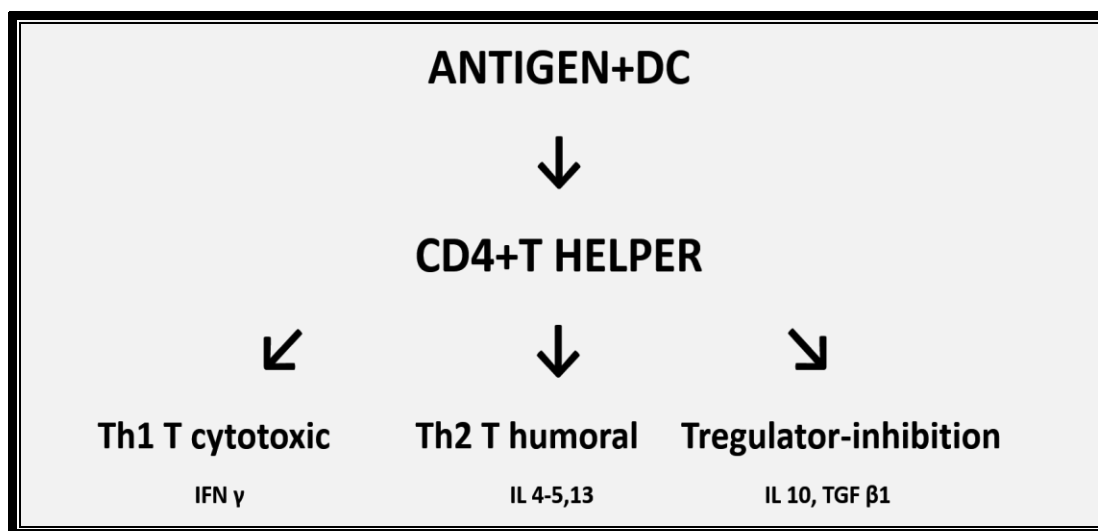 ANTIGEN+DC
CD4+T HELPER
Th1 T cytotoxic Th2 T humoral Tregulator-inhibition
IFN γ IL 4-5,13 IL 10, TGF β1